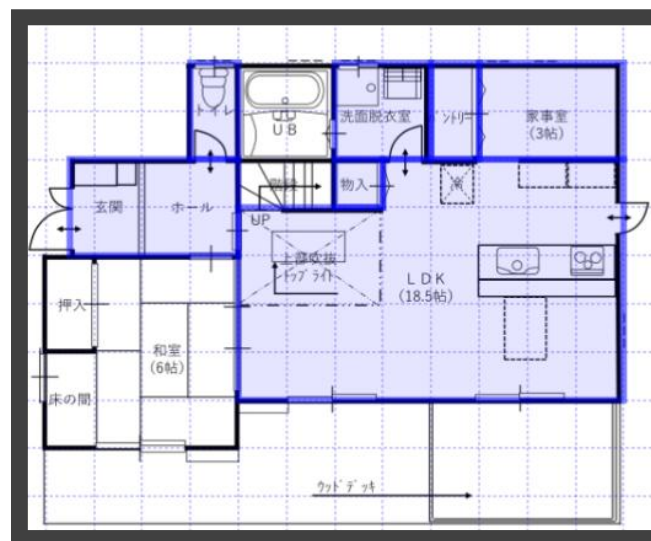 トイレ
UB
洗面脱衣室
パントリー
家事室
(3帖)
玄関
ホール
階段
物入
冷
UP
上部吹抜
トップライト
LDK
(18.5帖)
押入
和室
(6帖)
床の間
ウッドデッキ